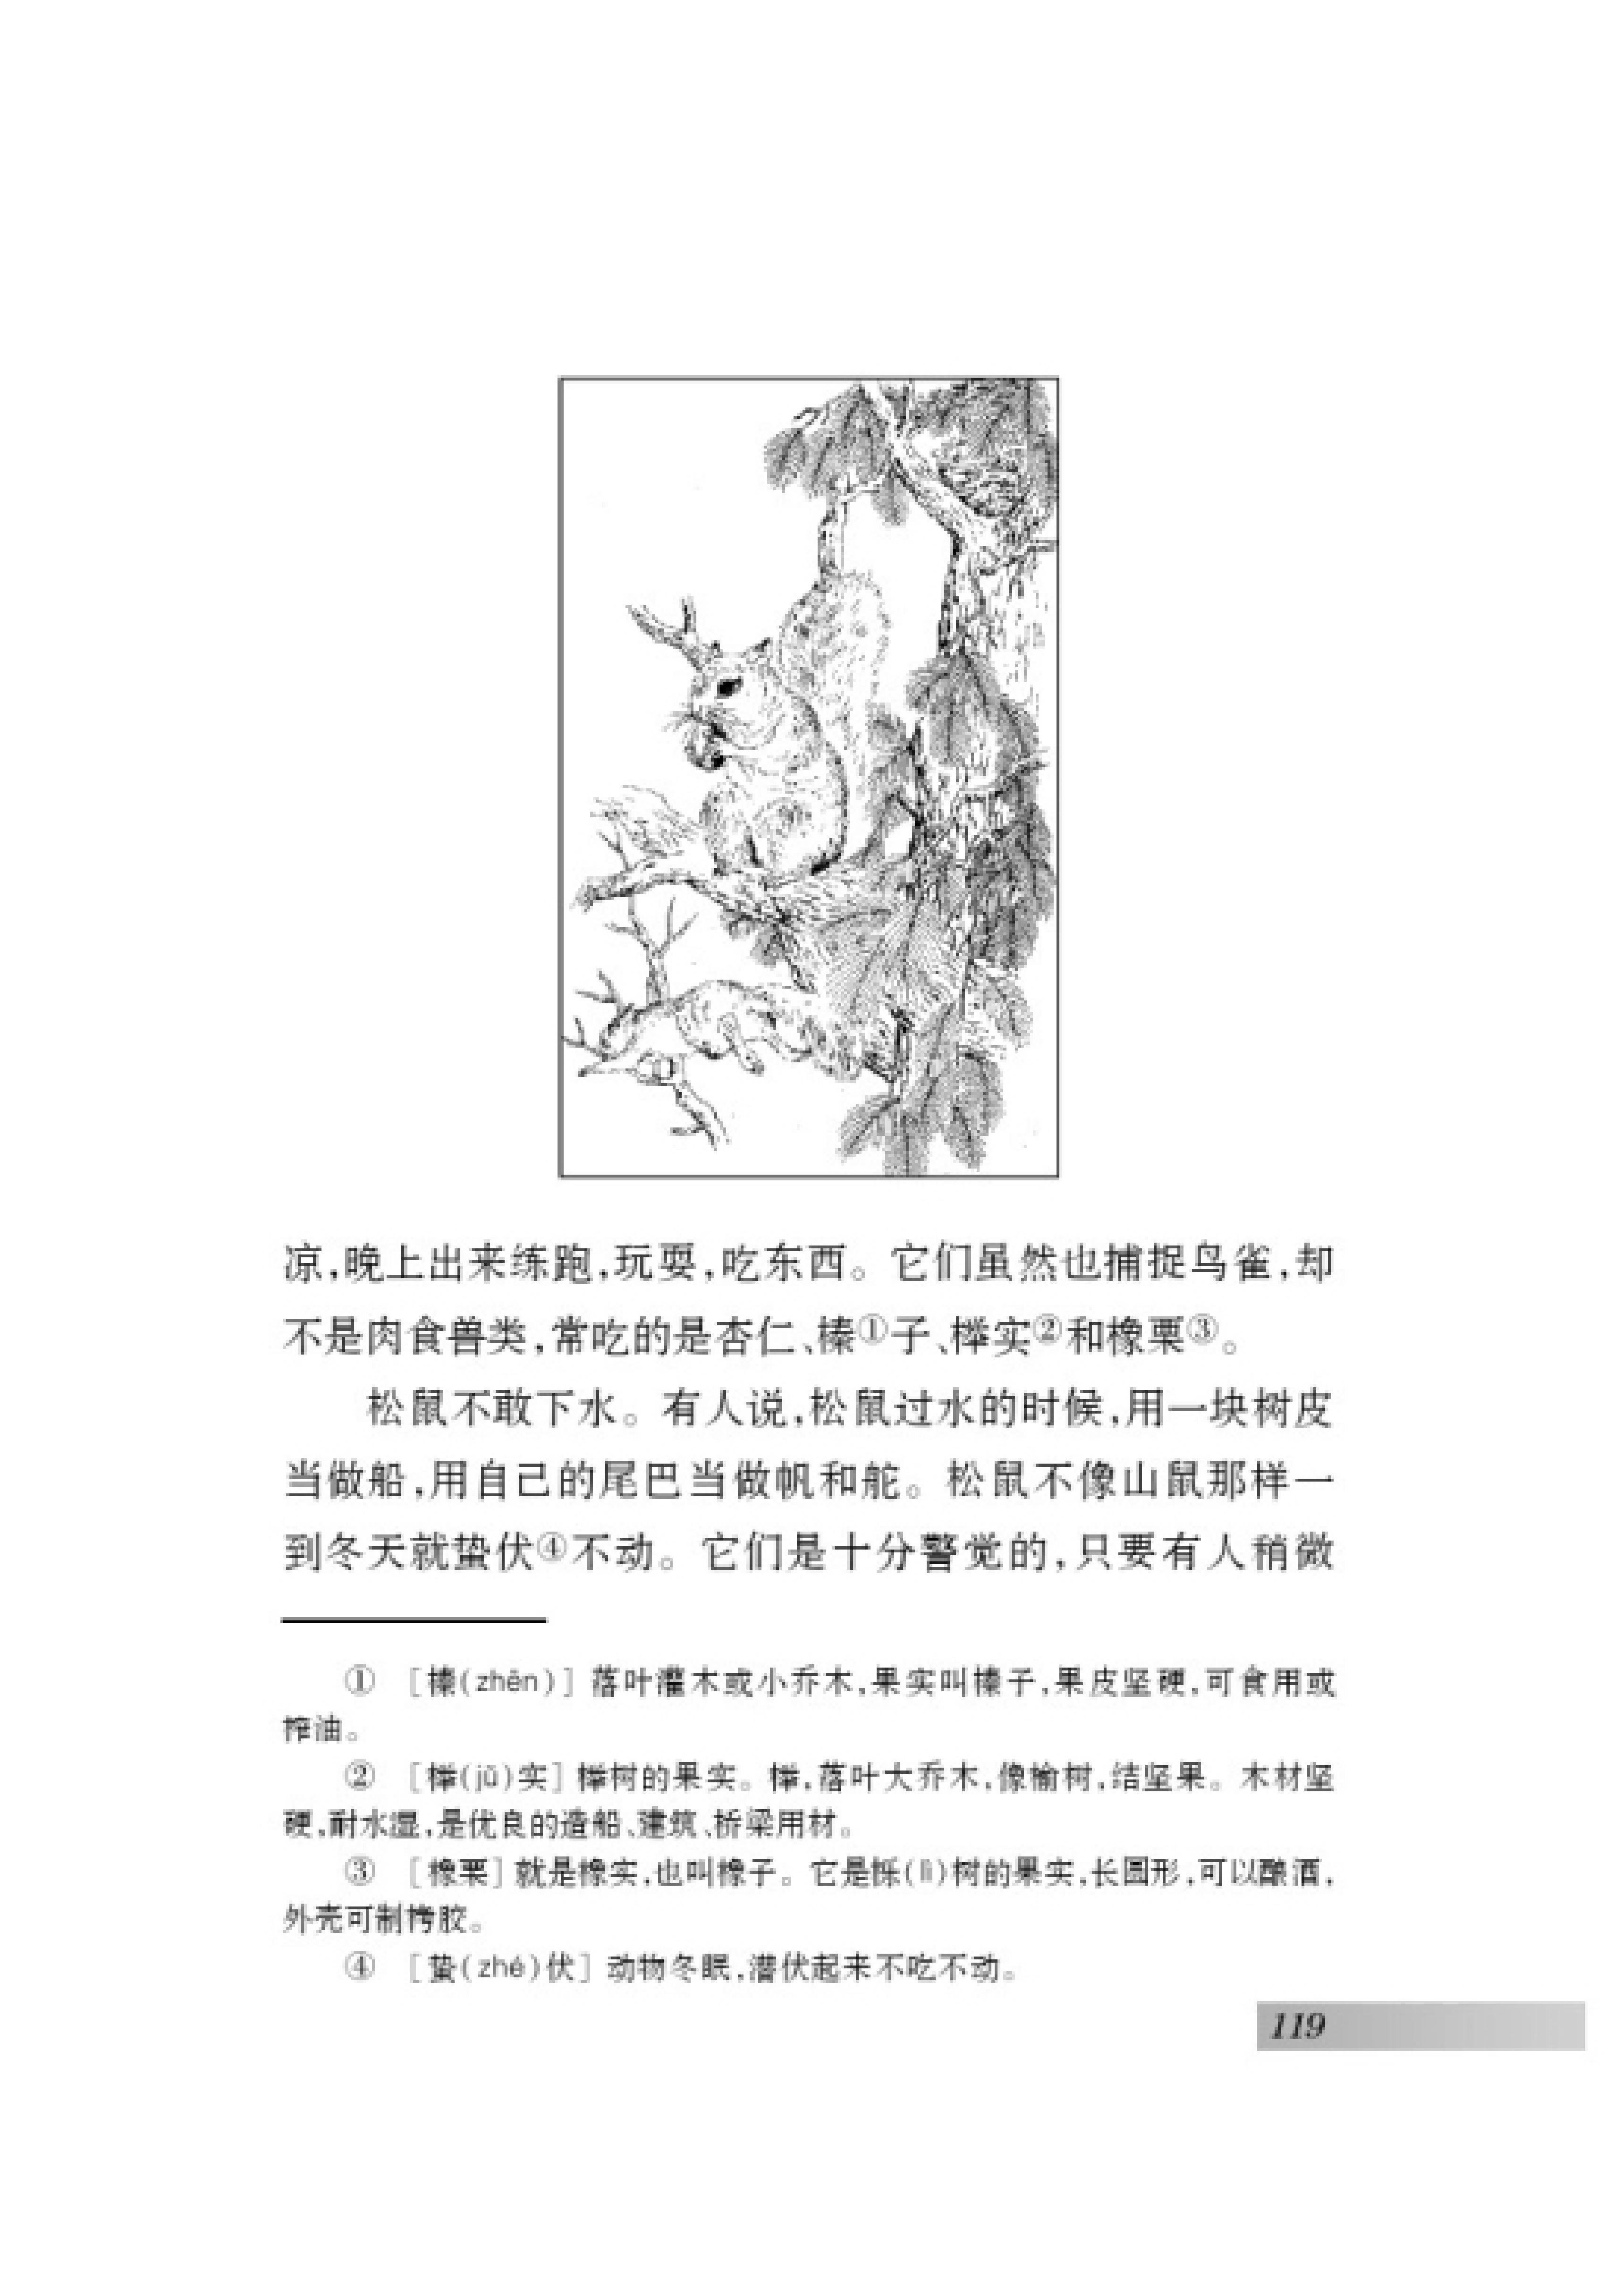 凉,晚上出来练跑,玩耍,吃东西。它们虽然也捕捉鸟雀,却
不是肉食兽类,常吃的是杏仁、榛①子、榉实②和橡栗③。
松鼠不敢下水。有人说,松鼠过水的时候,用一块树皮
当做船,用自己的尾巴当做帆和舵。松鼠不像山鼠那样一
到冬天就蛰伏④不动。它们是十分警觉的,只要有人稍微
① [榛(zhēn)] 落叶灌木或小乔木,果实叫榛子,果皮坚硬,可食用或
榨油。
② [榉(jǔ)实] 榉树的果实。榉,落叶大乔木,像榆树,结坚果。木材坚
硬,耐水湿,是优良的造船、建筑、桥梁用材。
③ [橡栗] 就是橡实,也叫橡子。它是栎(lì)树的果实,长圆形,可以酿酒,
外壳可制栲胶。
④ [蛰(zhé)伏] 动物冬眠,潜伏起来不吃不动。
119